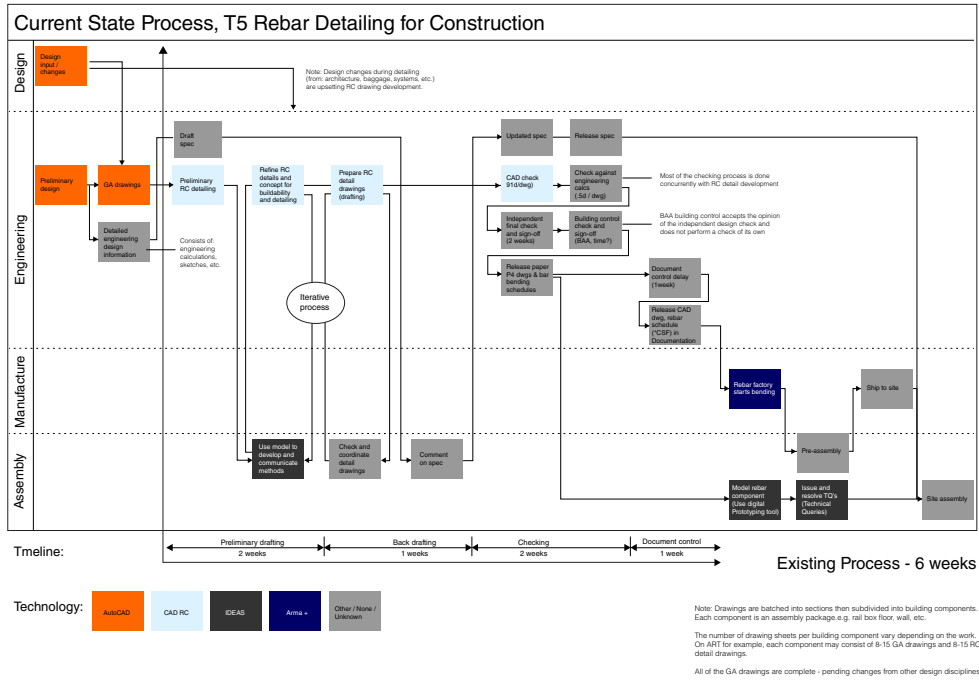 Current State Process, T5 Rebar Detailing for Construction
Design
Design
input /
changes
Note: Design changes during detailing
(from: architecture, baggage, systems, etc.)
are upsetting RC drawing development.
Engineering
Draft
spec
Updated spec
Release spec
Preliminary
design
GA drawings
Preliminary
RC detailing
Refine RC
details and
concept for
buildability
and detailing
Prepare RC
detail
drawings
(drafting)
CAD check
91d/dwg)
Check against
engineering
calcs
(.5d / dwg)
Most of the checking process is done
concurrently with RC detail development
Detailed
engineering
design
information
Consists of:
engineering
calculations,
sketches, etc.
Independent
final check
and sign-off
(2 weeks)
Building control
check and
sign-off
(BAA, time?)
BAA building control accepts the opinion
of the independent design check and
does not perform a check of its own
Release paper
P4 dwgs & bar
bending
schedules
Document
control delay
(1week)
Iterative
process
Release CAD
dwg, rebar
schedule
(*CSF) in
Documentation
Manufacture
Rebar factory
starts bending
Ship to site
Assembly
Use model to
develop and
communicate
methods
Check and
coordinate
detail
drawings
Comment
on spec
Pre-assembly
Model rebar
component
(Use digital
Prototyping tool)
Issue and
resolve TQ's
(Technical
Queries)
Site assembly
Tmeline:
Preliminary drafting
2 weeks
Back drafting
1 weeks
Checking
2 weeks
Document control
1 week
Existing Process - 6 weeks
Technology:
AutoCAD
CAD RC
IDEAS
Arma +
Other / None /
Unknown
Note: Drawings are batched into sections then subdivided into building components.
Each component is an assembly package.e.g. rail box floor, wall, etc.
The number of drawing sheets per building component vary depending on the work.
On ART for example, each component may consist of 8-15 GA drawings and 8-15 RC
detail drawings.
All of the GA drawings are complete - pending changes from other design disciplines